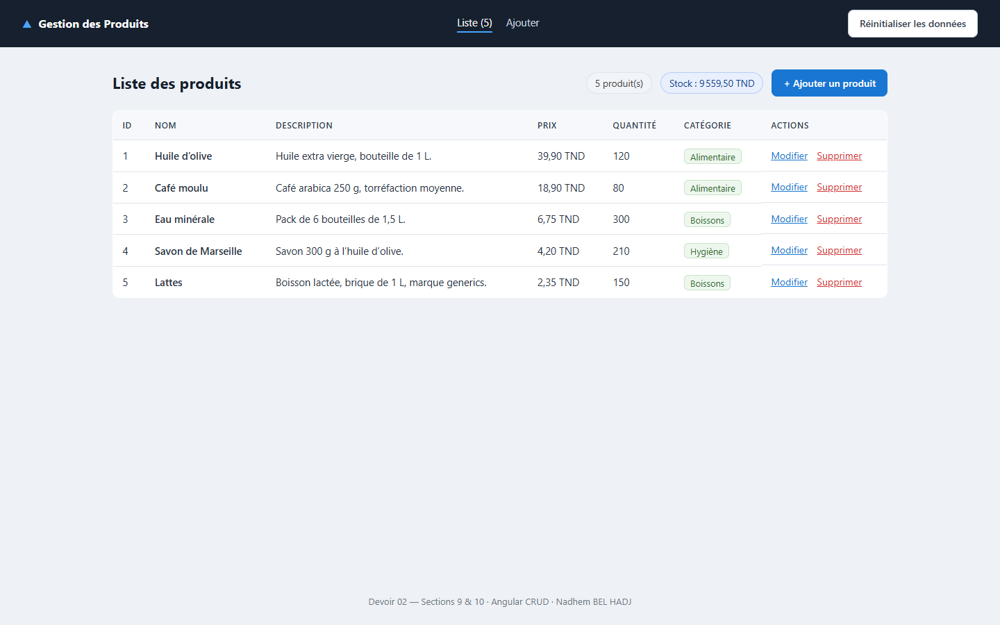 Gestion des Produits Liste (5) Ajouter Réinitialiser les données
Liste des produits 5 produit(s) Stock : 9 559,50 TND + Ajouter un produit
ID NOM DESCRIPTION PRIX QUANTITÉ CATÉGORIE ACTIONS
1 Huile d’olive Huile extra vierge, bouteille de 1 L. 39,90 TND 120 Alimentaire Modifier Supprimer
2 Café moulu Café arabica 250 g, torréfaction moyenne. 18,90 TND 80 Alimentaire Modifier Supprimer
3 Eau minérale Pack de 6 bouteilles de 1,5 L. 6,75 TND 300 Boissons Modifier Supprimer
4 Savon de Marseille Savon 300 g à l’huile d’olive. 4,20 TND 210 Hygiène Modifier Supprimer
5 Lattes Boisson lactée, brique de 1 L, marque generics. 2,35 TND 150 Boissons Modifier Supprimer
Devoir 02 — Sections 9 & 10 · Angular CRUD · Nadhem BEL HADJ